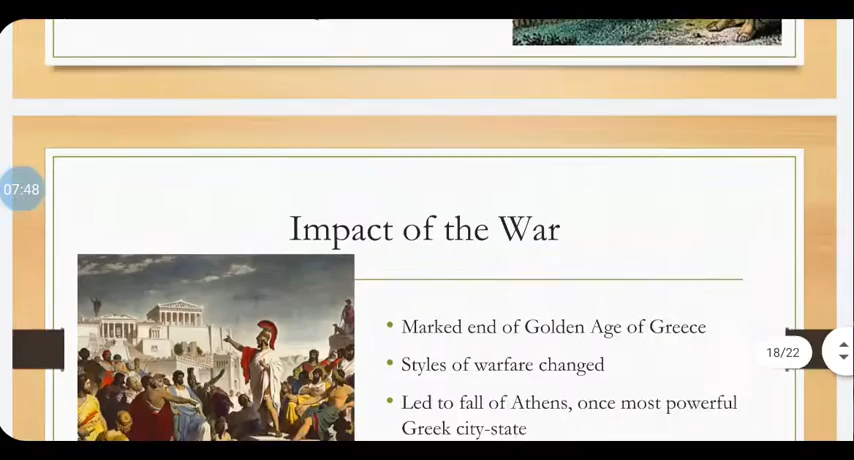 07:48
Impact of the War
• Marked end of Golden Age of Greece
• Styles of warfare changed
• Led to fall of Athens, once most powerful
Greek city-state
18/22